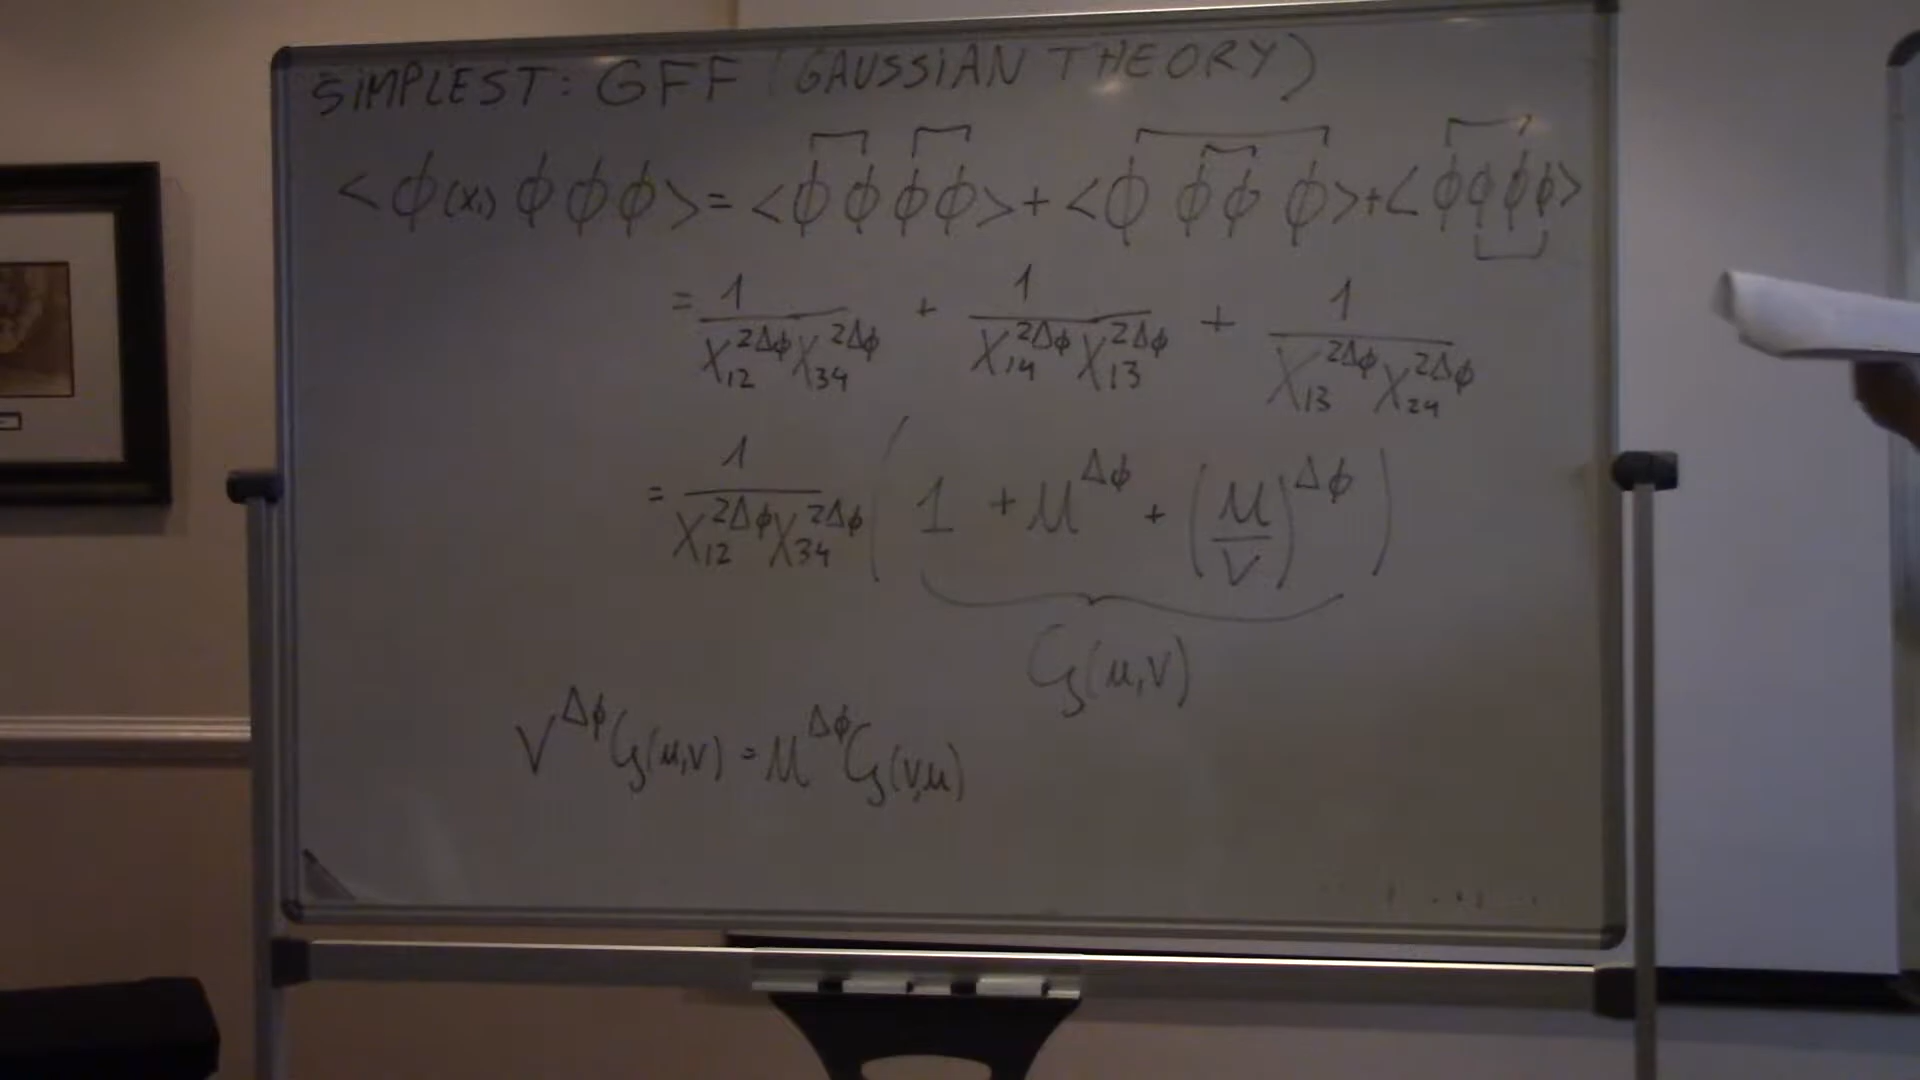 SIMPLEST: GFF (GAUSSIAN THEORY)
<ϕ(x₁) ϕ ϕ ϕ> = <ϕ ϕ ϕ ϕ> + <ϕ ϕ ϕ ϕ> + <ϕ ϕ ϕ ϕ>
= 1/(X₁₂^{2Δϕ} X₃₄^{2Δϕ}) + 1/(X₁₄^{2Δϕ} X₁₃^{2Δϕ}) + 1/(X₁₃^{2Δϕ} X₂₄^{2Δϕ})
= 1/(X₁₂^{2Δϕ} X₃₄^{2Δϕ}) (1 + u^{Δϕ} + (u/v)^{Δϕ})
G(u,v)
v^{Δϕ} G(u,v) = u^{Δϕ} G(v,u)